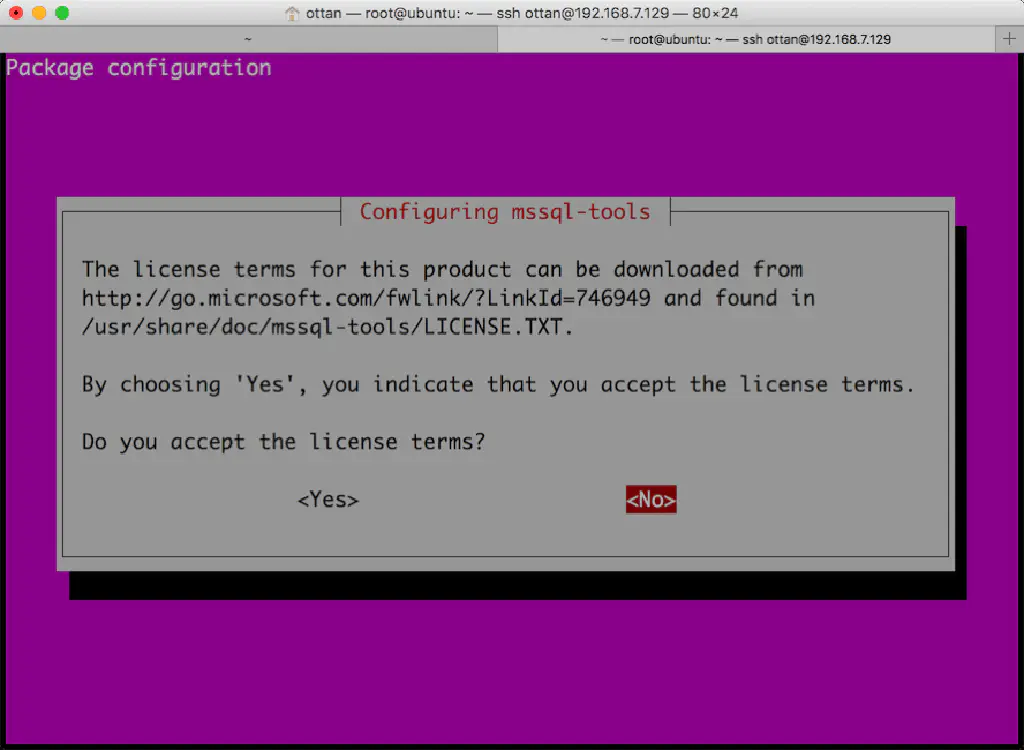 ottan — root@ubuntu: ~ — ssh ottan@192.168.7.129 — 80×24
~
~ — root@ubuntu: ~ — ssh ottan@192.168.7.129
+
Package configuration
Configuring mssql-tools
The license terms for this product can be downloaded from
http://go.microsoft.com/fwlink/?LinkId=746949 and found in
/usr/share/doc/mssql-tools/LICENSE.TXT.
By choosing 'Yes', you indicate that you accept the license terms.
Do you accept the license terms?
<Yes> <No>